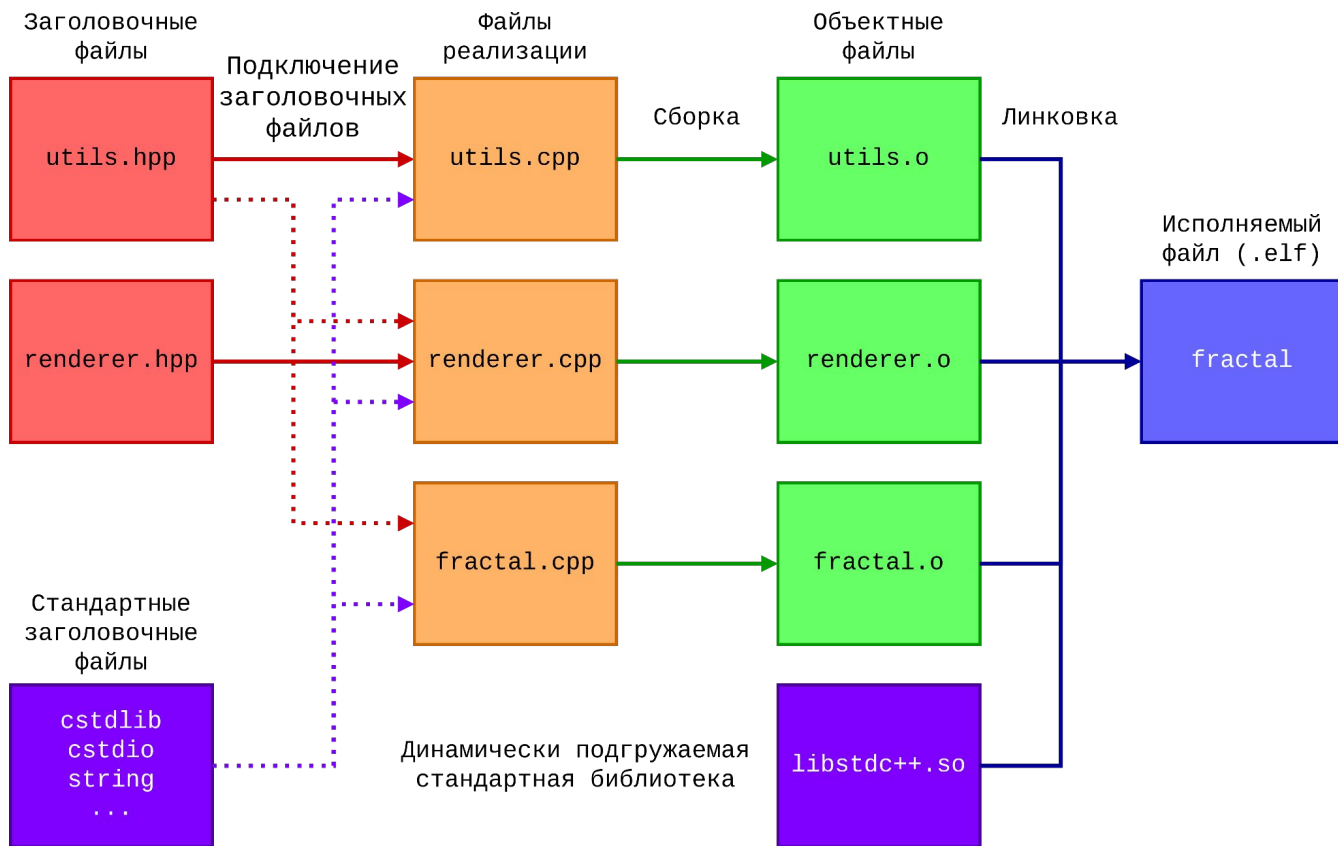 Заголовочные
файлы
Подключение
заголовочных
файлов
Файлы
реализации
Сборка
Объектные
файлы
Линковка
utils.hpp
utils.cpp
utils.o
Исполняемый
файл (.elf)
renderer.hpp
renderer.cpp
renderer.o
fractal
fractal.cpp
fractal.o
Стандартные
заголовочные
файлы
cstdlib
cstdio
string
...
Динамически подгружаемая
стандартная библиотека
libstdc++.so